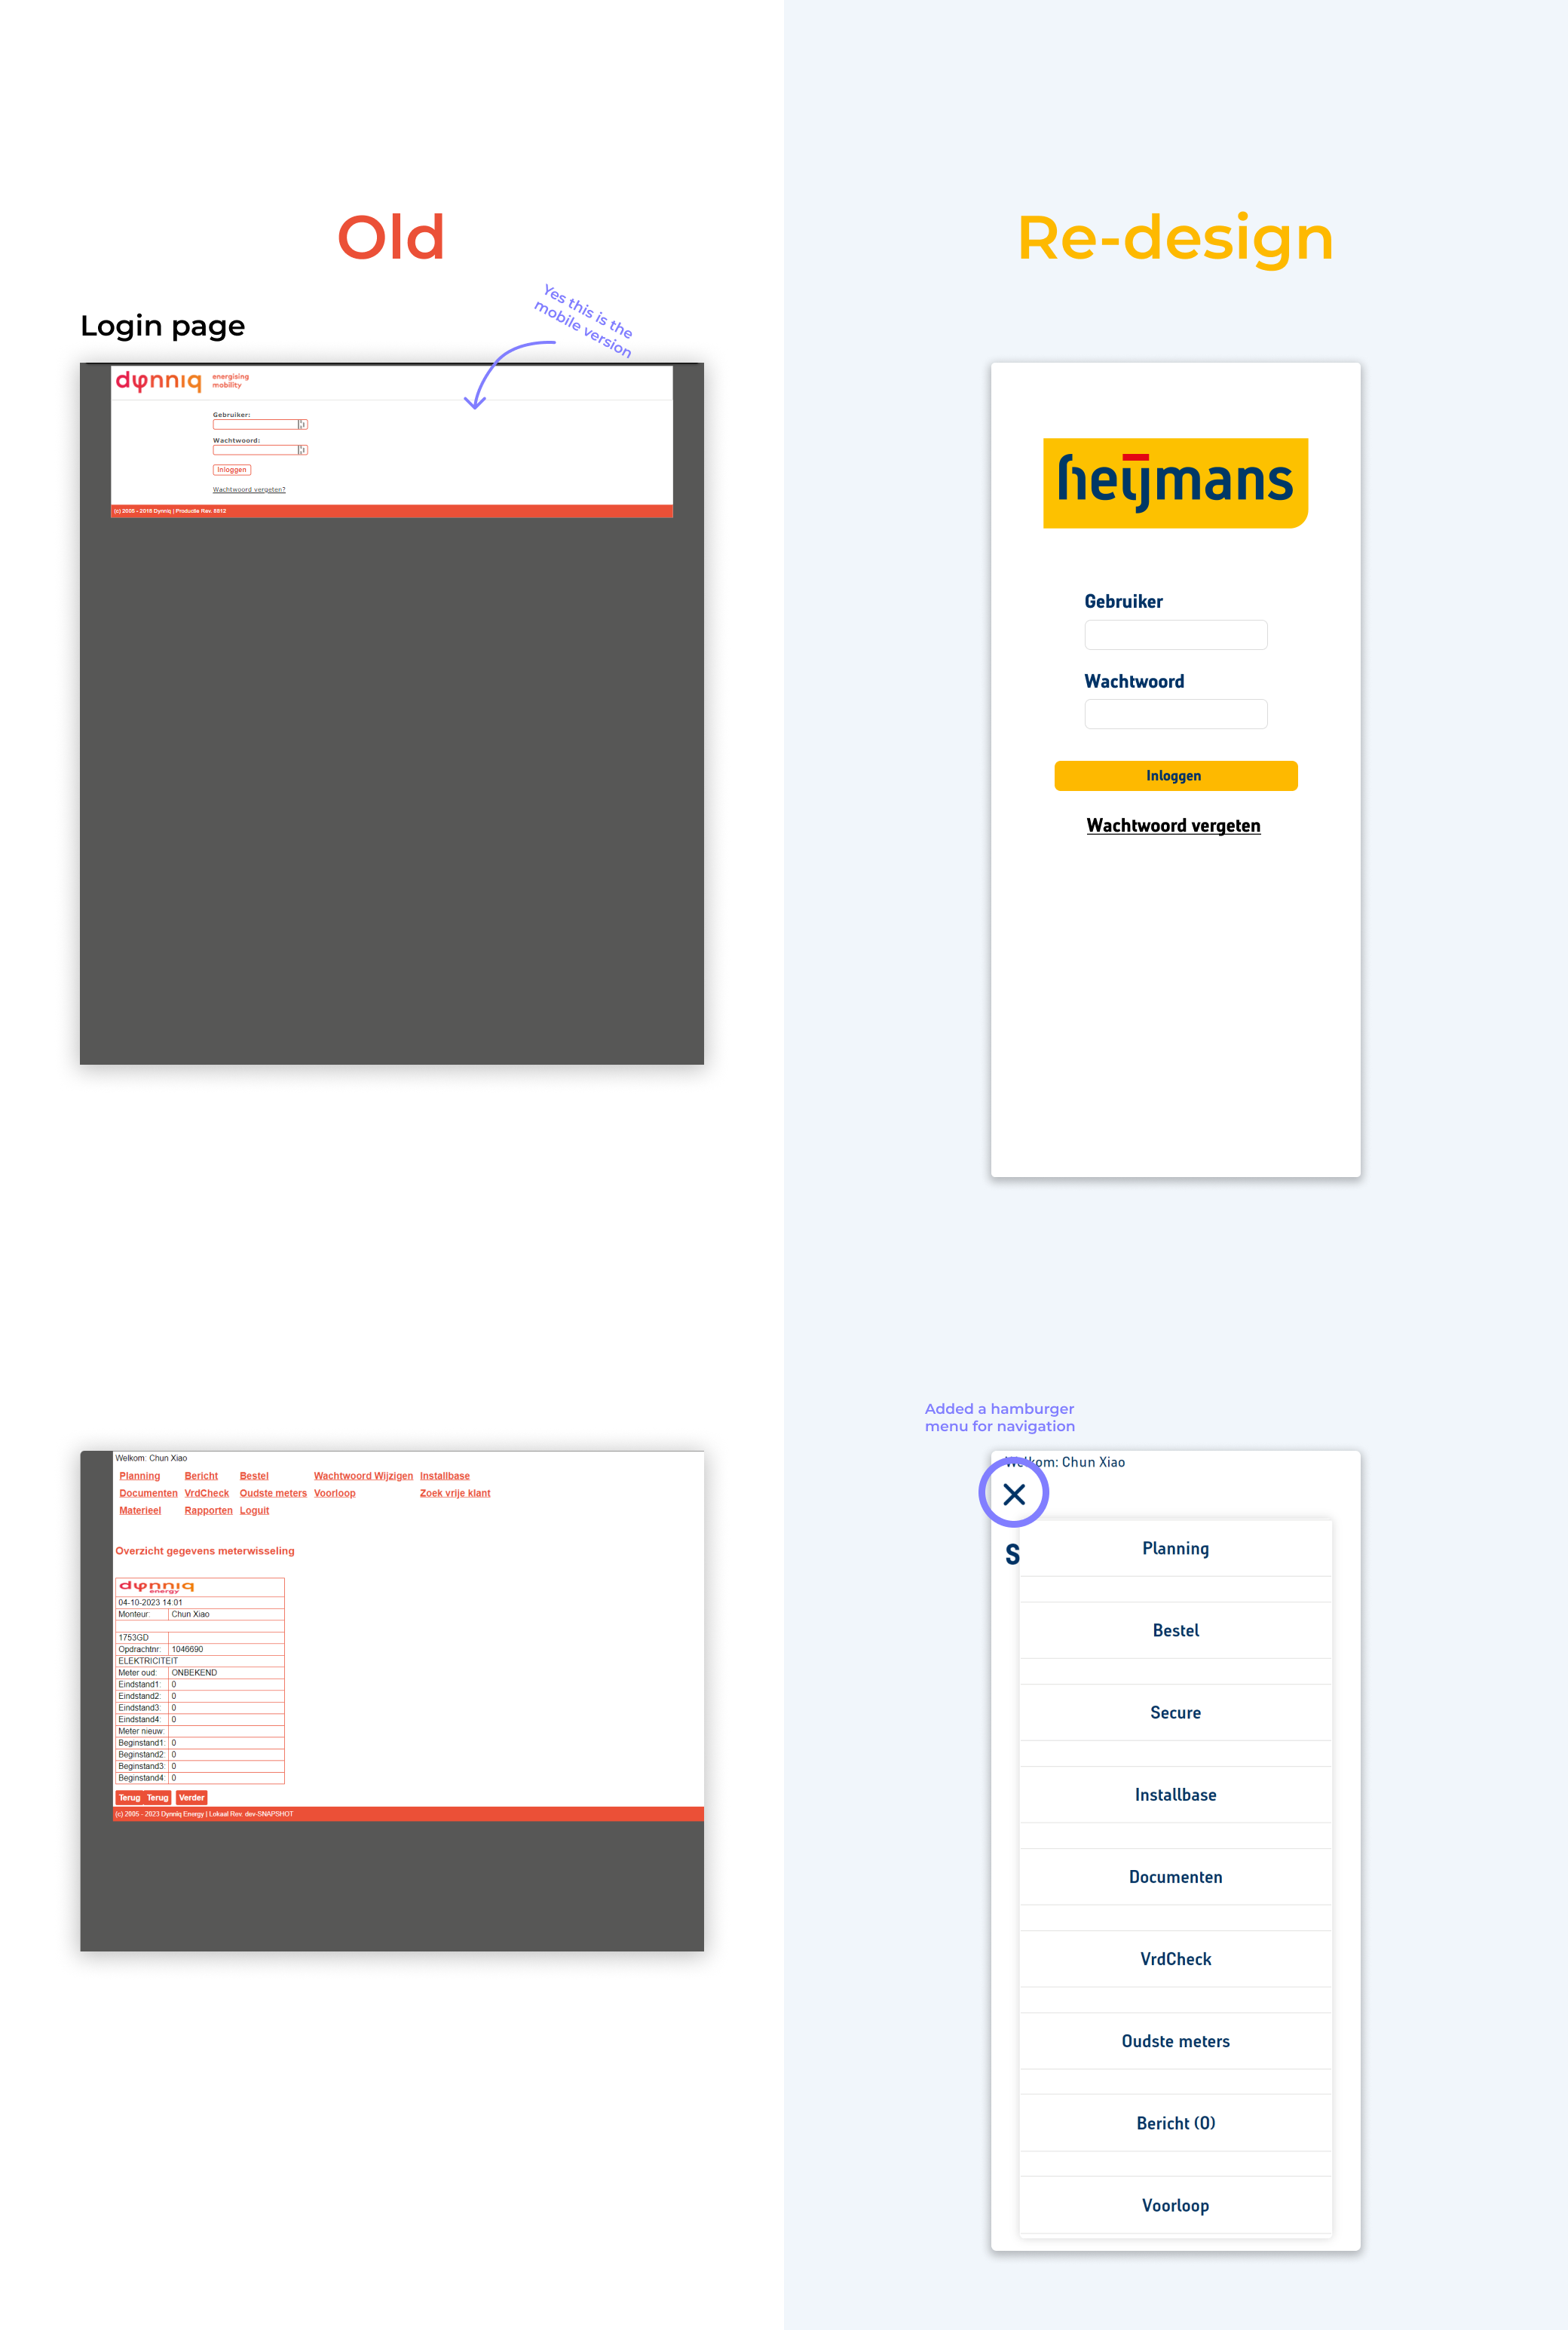 Old
Re-design
Login page
Yes this is the
mobile version
dynniq energising
mobility
Gebruiker:
Wachtwoord:
Inloggen
Wachtwoord vergeten?
(c) 2005 - 2018 Dynniq | Productie Rev. 6812
heijmans
Gebruiker
Wachtwoord
Inloggen
Wachtwoord vergeten
Welkom: Chun Xiao
Planning Bericht Bestel Wachtwoord Wijzigen Installbase
Documenten VrdCheck Oudste meters Voorloop Zoek vrije klant
Materieel Rapporten Loguit
Overzicht gegevens meterwisseling
dynniq
energy
04-10-2023 14:01
Monteur: Chun Xiao
1753GD
Opdrachtnr: 1046690
ELEKTRICITEIT
Meter oud: ONBEKEND
Eindstand1: 0
Eindstand2: 0
Eindstand3: 0
Eindstand4: 0
Meter nieuw:
Beginstand1: 0
Beginstand2: 0
Beginstand3: 0
Beginstand4: 0
Terug Terug Verder
(c) 2005 - 2023 Dynniq Energy | Lokaal Rev: dev-SNAPSHOT
Added a hamburger
menu for navigation
Welkom: Chun Xiao
S
Planning
Bestel
Secure
Installbase
Documenten
VrdCheck
Oudste meters
Bericht (0)
Voorloop